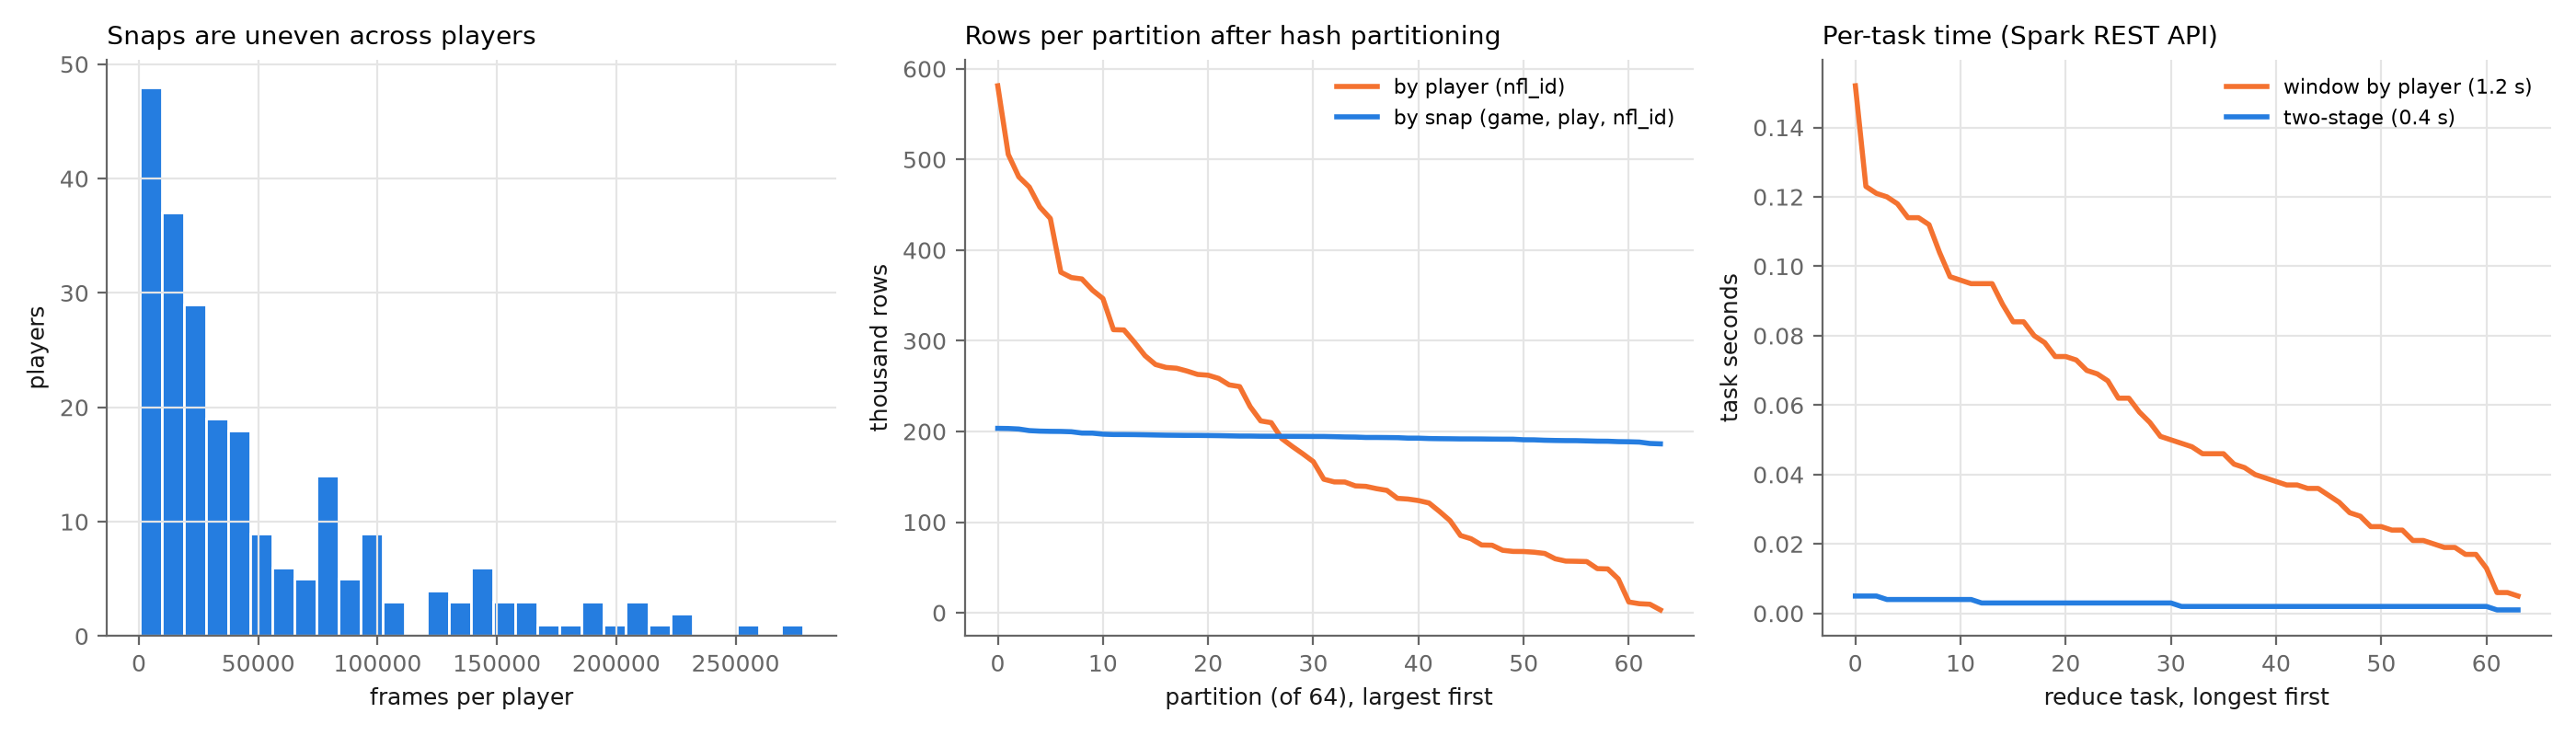 Snaps are uneven across players
50
40
30
20
10
0
players
0 50000 100000 150000 200000 250000
frames per player
Rows per partition after hash partitioning
by player (nfl_id)
by snap (game, play, nfl_id)
600
500
400
300
200
100
0
thousand rows
0 10 20 30 40 50 60
partition (of 64), largest first
Per-task time (Spark REST API)
window by player (1.2 s)
two-stage (0.4 s)
0.14
0.12
0.10
0.08
0.06
0.04
0.02
0.00
task seconds
0 10 20 30 40 50 60
reduce task, longest first